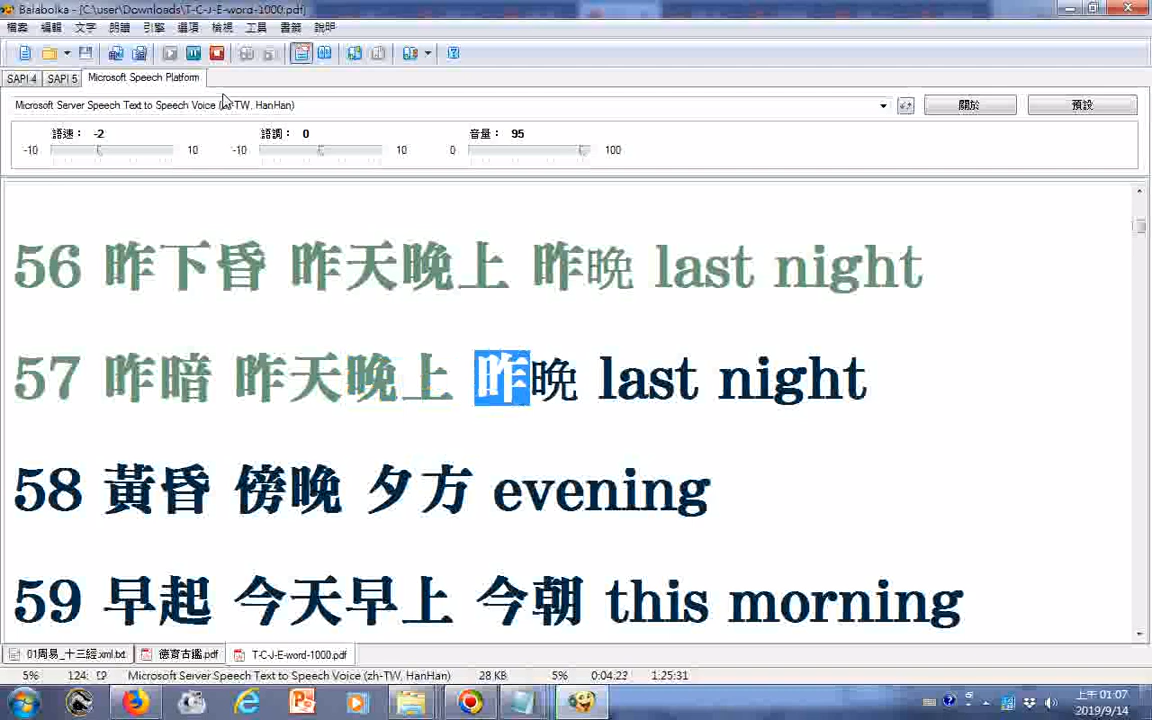 Balabolka - [C:\user\Downloads\T-C-J-E-word-1000.pdf]
檔案 編輯 文字 朗讀 引擎 選項 檢視 工具 書籤 說明
SAPI 4 SAPI 5 Microsoft Speech Platform
Microsoft Server Speech Text to Speech Voice (zh-TW, HanHan) 關於 預設
語速： -2 語調： 0 音量： 95
-10 10 -10 10 0 100
56 昨下昏 昨天晚上 昨晩 last night
57 昨暗 昨天晚上 昨晩 last night
58 黃昏 傍晚 夕方 evening
59 早起 今天早上 今朝 this morning
01周易_十三經.xml.txt 德育古鑑.pdf T-C-J-E-word-1000.pdf
5% 124: Microsoft Server Speech Text to Speech Voice (zh-TW, HanHan) 28 KB 5% 0:04:23 1:25:31
上午 01:07
2019/9/14